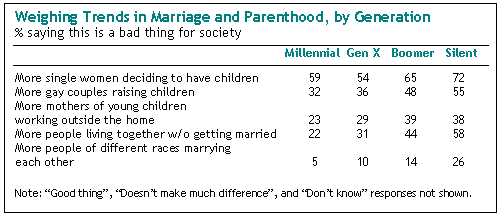 Weighing Trends in Marriage and Parenthood, by Generation
% saying this is a bad thing for society
Millennial Gen X Boomer Silent
More single women deciding to have children 59 54 65 72
More gay couples raising children 32 36 48 55
More mothers of young children
working outside the home 23 29 39 38
More people living together w/o getting married 22 31 44 58
More people of different races marrying
each other 5 10 14 26
Note: “Good thing”, “Doesn’t make much difference”, and “Don’t know” responses not shown.